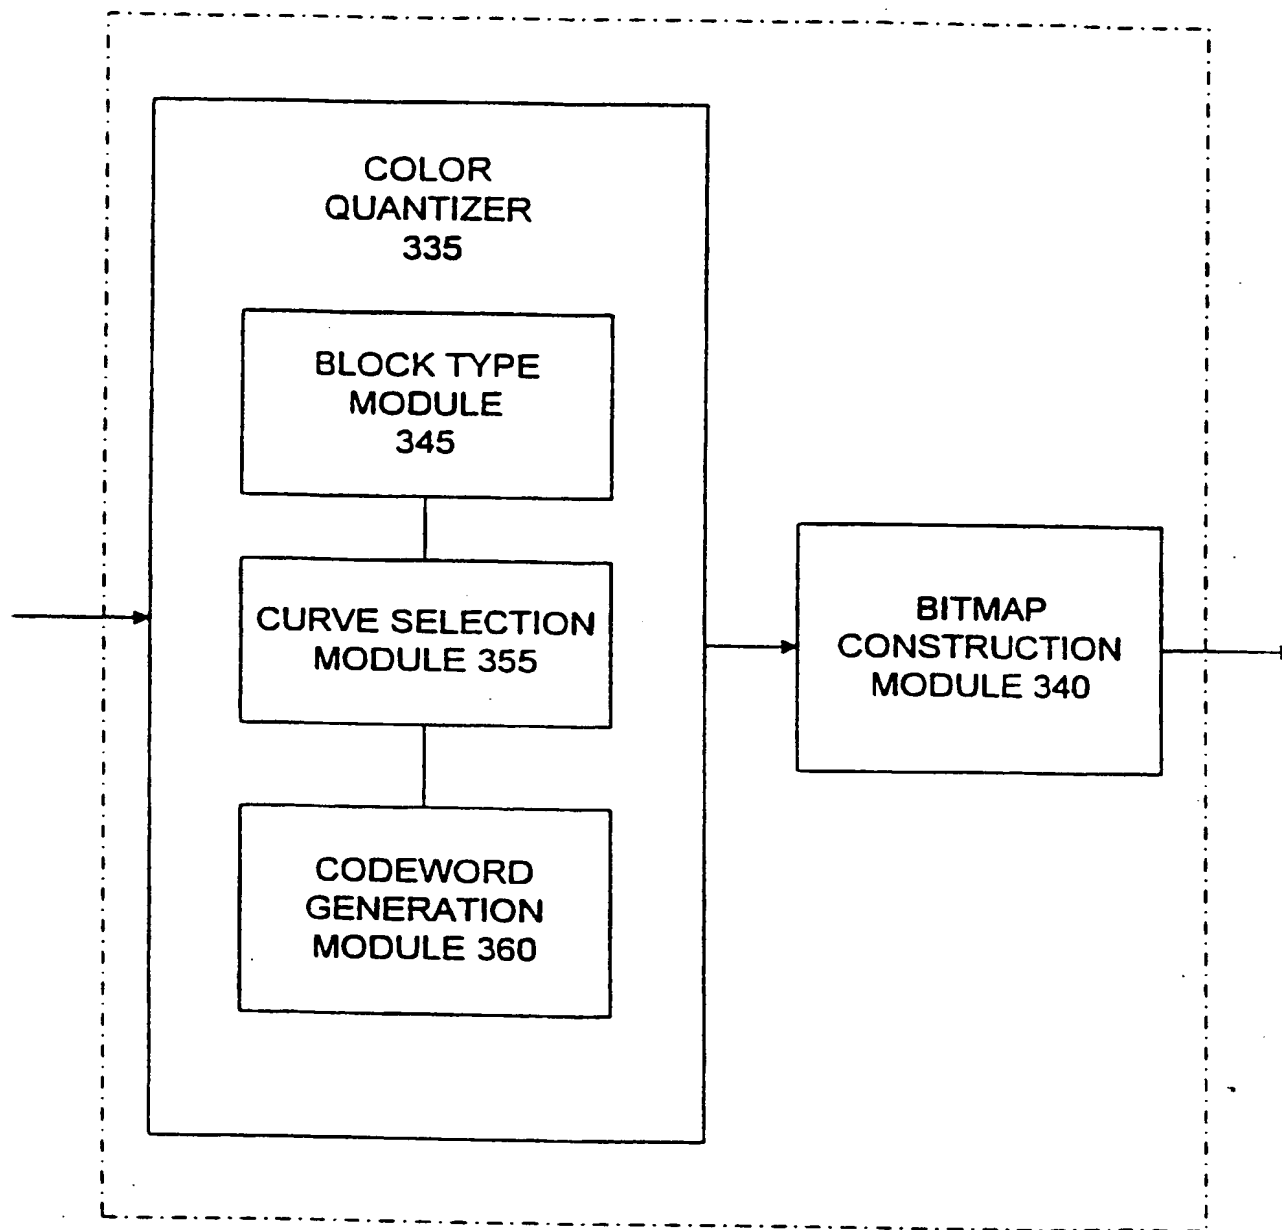 COLOR
QUANTIZER
335
BLOCK TYPE
MODULE
345
CURVE SELECTION
MODULE 355
CODEWORD
GENERATION
MODULE 360
BITMAP
CONSTRUCTION
MODULE 340